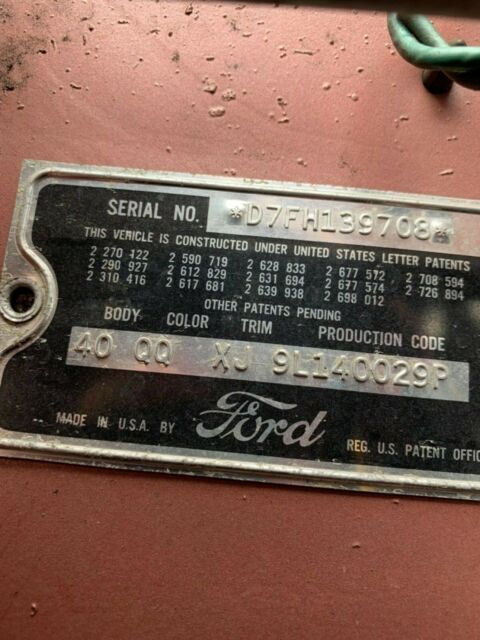 SERIAL NO. *D7FH139708*
THIS VEHICLE IS CONSTRUCTED UNDER UNITED STATES LETTER PATENTS
2 270 122 2 590 719 2 628 833 2 677 572 2 708 594
2 290 927 2 612 829 2 631 694 2 677 574 2 726 894
2 310 416 2 617 681 2 639 938 2 698 012
OTHER PATENTS PENDING
BODY COLOR TRIM PRODUCTION CODE
40 QQ XJ 9L140029P
MADE IN U.S.A. BY Ford REG. U.S. PATENT OFFIC